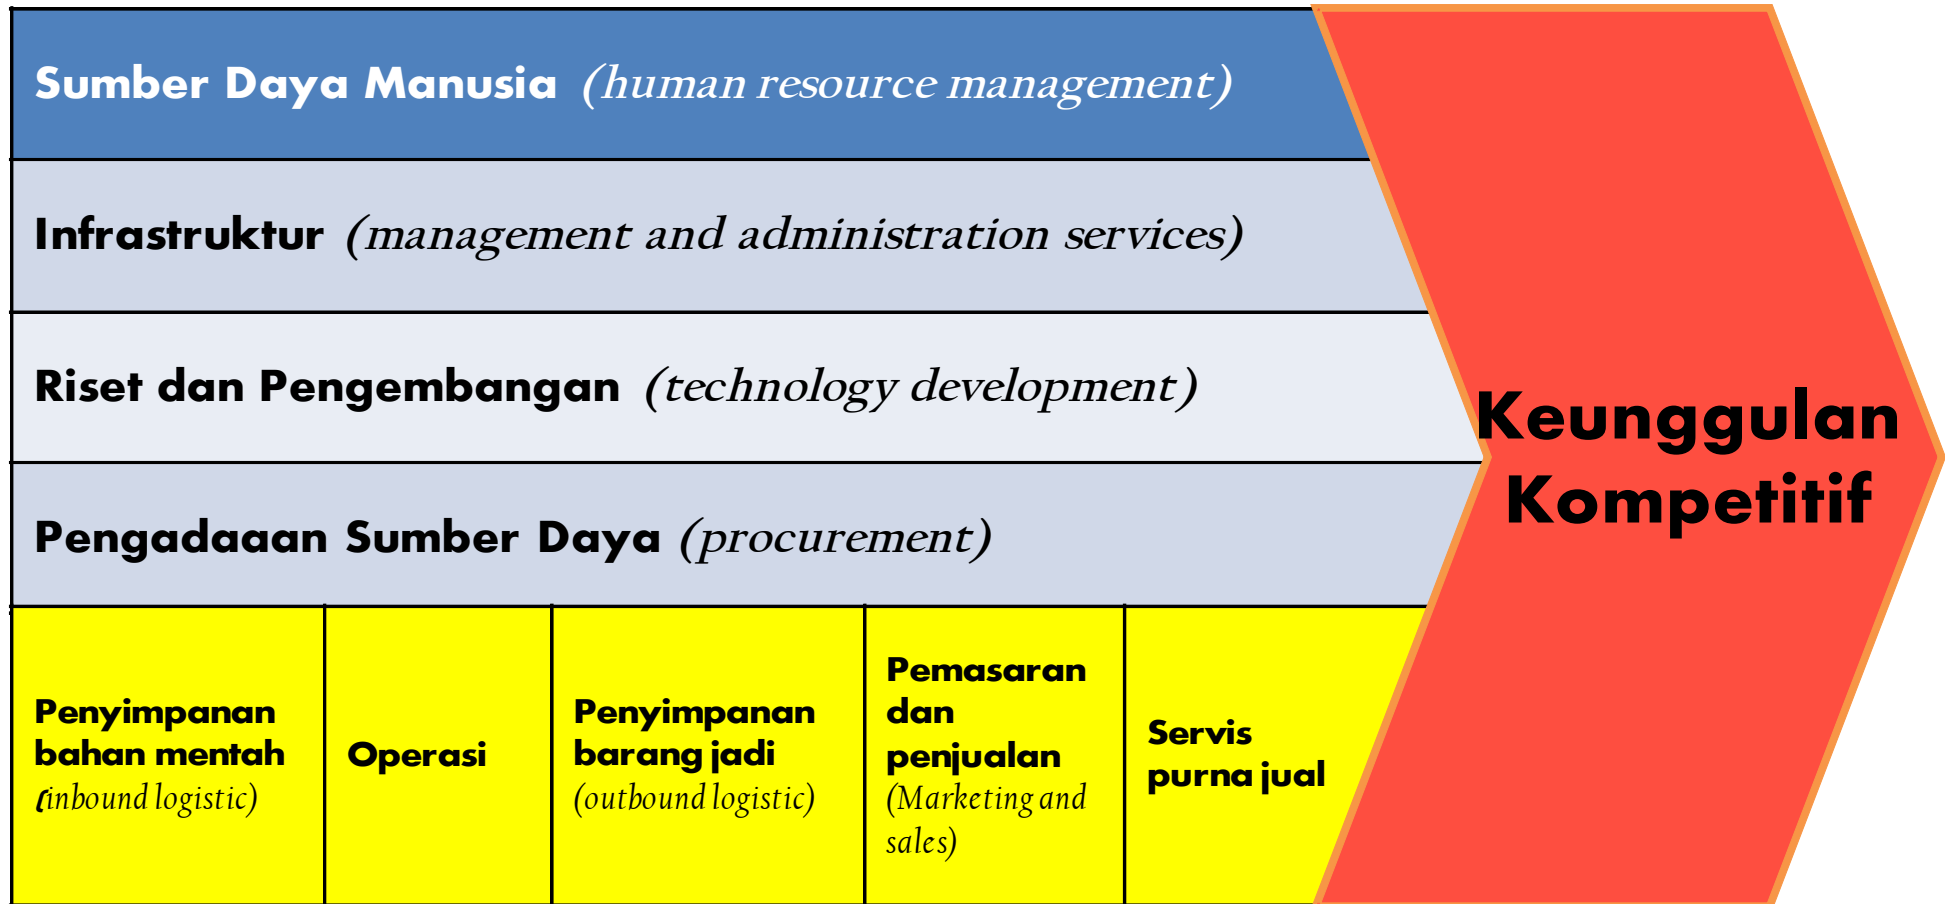 Sumber Daya Manusia (human resource management)
Infrastruktur (management and administration services)
Riset dan Pengembangan (technology development)
Pengadaaan Sumber Daya (procurement)
Keunggulan
Kompetitif
Penyimpanan
bahan mentah
(inbound logistic)
Operasi
Penyimpanan
barang jadi
(outbound logistic)
Pemasaran
dan
penjualan
(Marketing and
sales)
Servis
purna jual